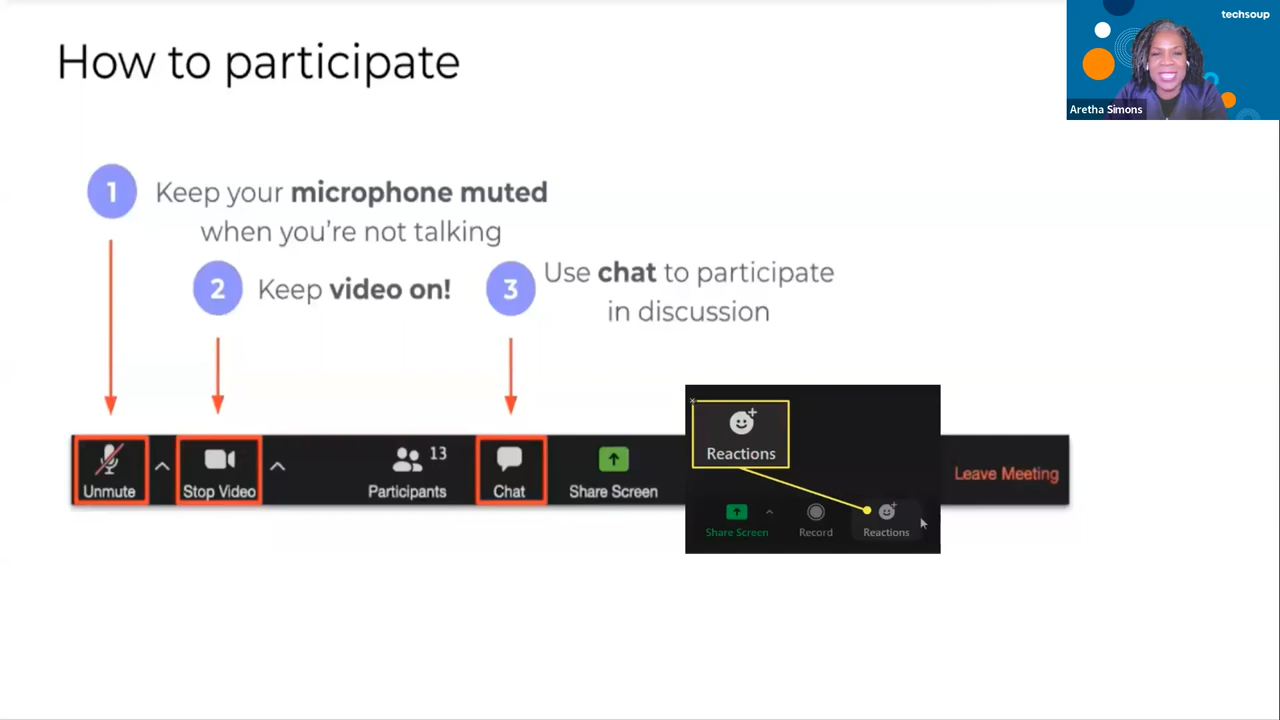 How to participate
techsoup
Aretha Simons
1
Keep your microphone muted
when you're not talking
2
Keep video on!
3
Use chat to participate
in discussion
Unmute
Stop Video
13
Participants
Chat
Share Screen
Reactions
Share Screen
Record
Reactions
Leave Meeting